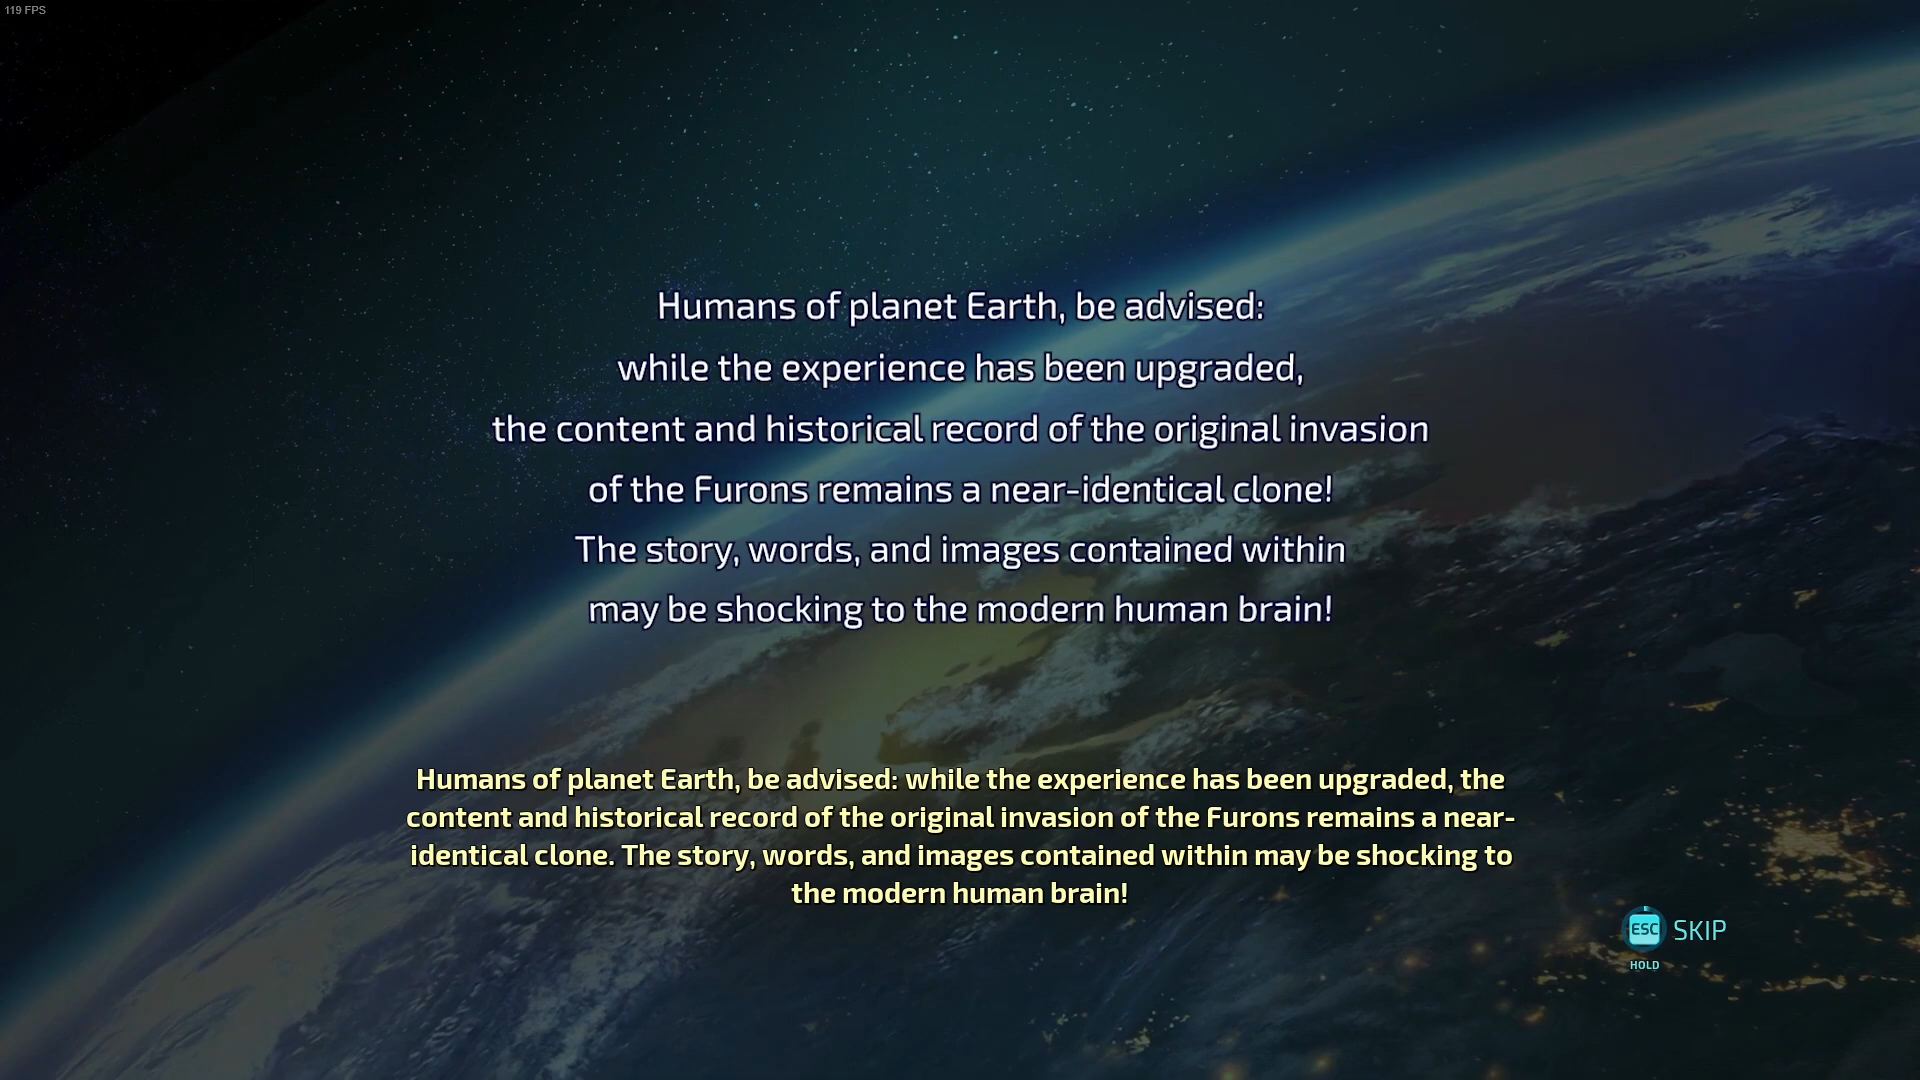 119 FPS
Humans of planet Earth, be advised:
while the experience has been upgraded,
the content and historical record of the original invasion
of the Furons remains a near-identical clone!
The story, words, and images contained within
may be shocking to the modern human brain!
Humans of planet Earth, be advised: while the experience has been upgraded, the
content and historical record of the original invasion of the Furons remains a near-
identical clone. The story, words, and images contained within may be shocking to
the modern human brain!
ESC SKIP
HOLD